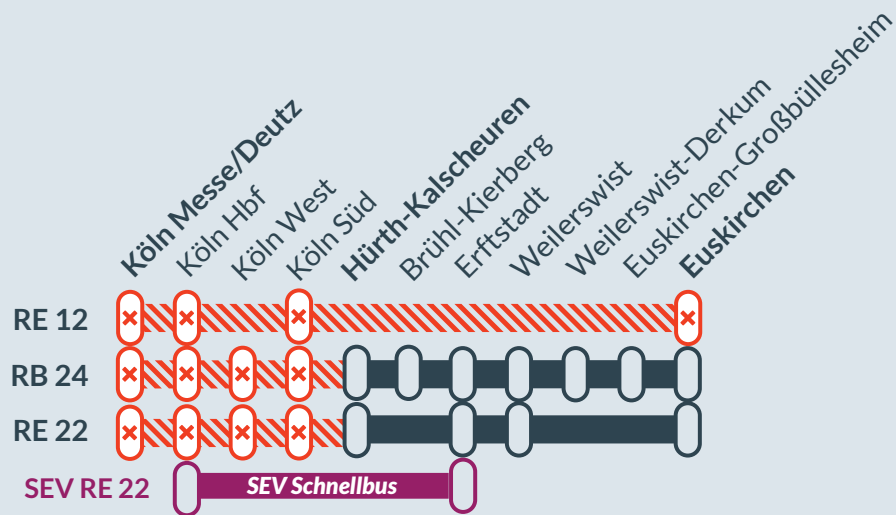 Köln Messe/Deutz
Köln Hbf
Köln West
Köln Süd
Hürth-Kalscheuren
Brühl-Kierberg
Erftstadt
Weilerswist
Weilerswist-Derkum
Euskirchen-Großbüllesheim
Euskirchen
RE 12
RB 24
RE 22
SEV RE 22
SEV Schnellbus